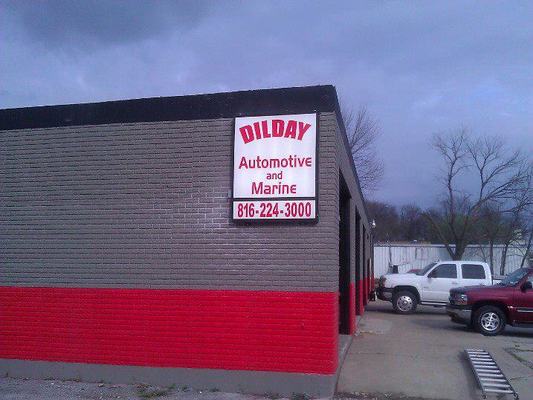 DILDAY
Automotive
and
Marine
816-224-3000